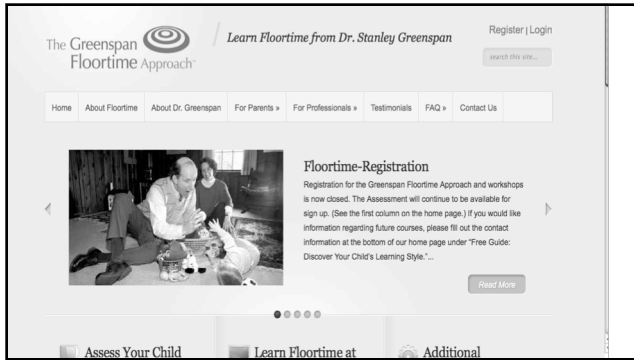 The Greenspan
Floortime Approach™
Learn Floortime from Dr. Stanley Greenspan
Register | Login
search this site...
Home About Floortime About Dr. Greenspan For Parents » For Professionals » Testimonials FAQ » Contact Us
Floortime-Registration
Registration for the Greenspan Floortime Approach and workshops
is now closed. The Assessment will continue to be available for
sign up. (See the first column on the home page.) If you would like
information regarding future courses, please fill out the contact
information at the bottom of our home page under "Free Guide:
Discover Your Child's Learning Style."...
Read More
Assess Your Child
Learn Floortime at
Additional